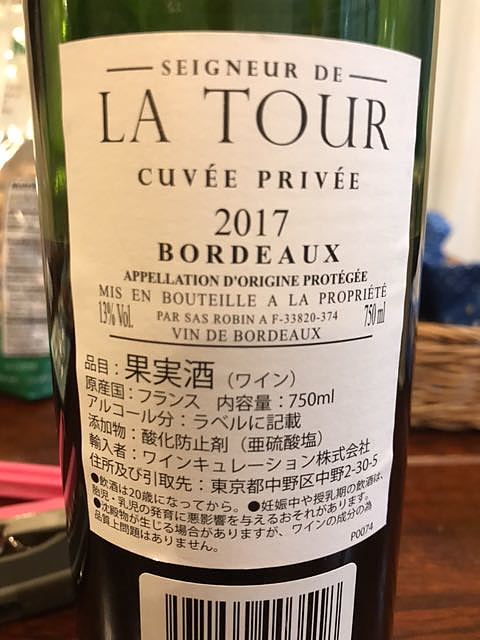 SEIGNEUR DE
LA TOUR
CUVÉE PRIVÉE
2017
BORDEAUX
APPELLATION D'ORIGINE PROTÉGÉE
MIS EN BOUTEILLE A LA PROPRIÉTÉ
13% Vol. PAR SAS ROBIN A F-33820-374 750 ml
VIN DE BORDEAUX
品目：果実酒（ワイン）
原産国：フランス　内容量：750ml
アルコール分：ラベルに記載
添加物：酸化防止剤（亜硫酸塩）
輸入者：ワインキュレーション株式会社
住所及び引取先：東京都中野区中野2-30-5
●飲酒は20歳になってから。●妊娠中や授乳期の飲酒は、
胎児・乳児の発育に悪影響を与えるおそれがあります。
●沈殿物が生じる場合がありますが、ワインの成分の為
品質上問題はありません。
P0074